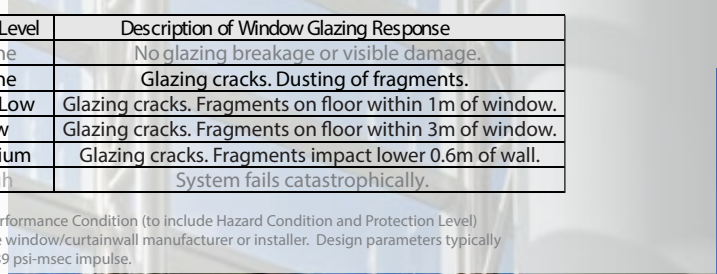 Level Description of Window Glazing Response
ne No glazing breakage or visible damage.
ne Glazing cracks. Dusting of fragments.
Low Glazing cracks. Fragments on floor within 1m of window.
w Glazing cracks. Fragments on floor within 3m of window.
ium Glazing cracks. Fragments impact lower 0.6m of wall.
h System fails catastrophically.
rformance Condition (to include Hazard Condition and Protection Level)
e window/curtainwall manufacturer or installer. Design parameters typically
89 psi-msec impulse.